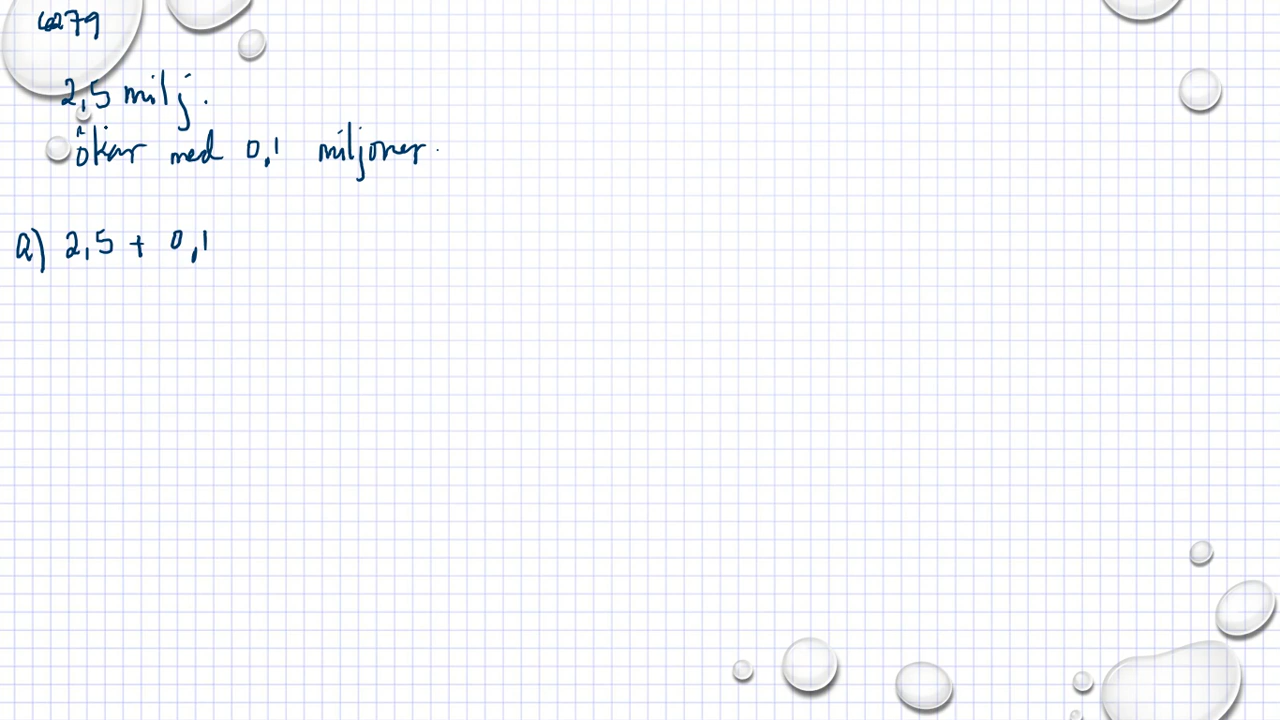 6279
2,5 milj.
ökar med 0,1 miljoner.
a) 2,5 + 0,1